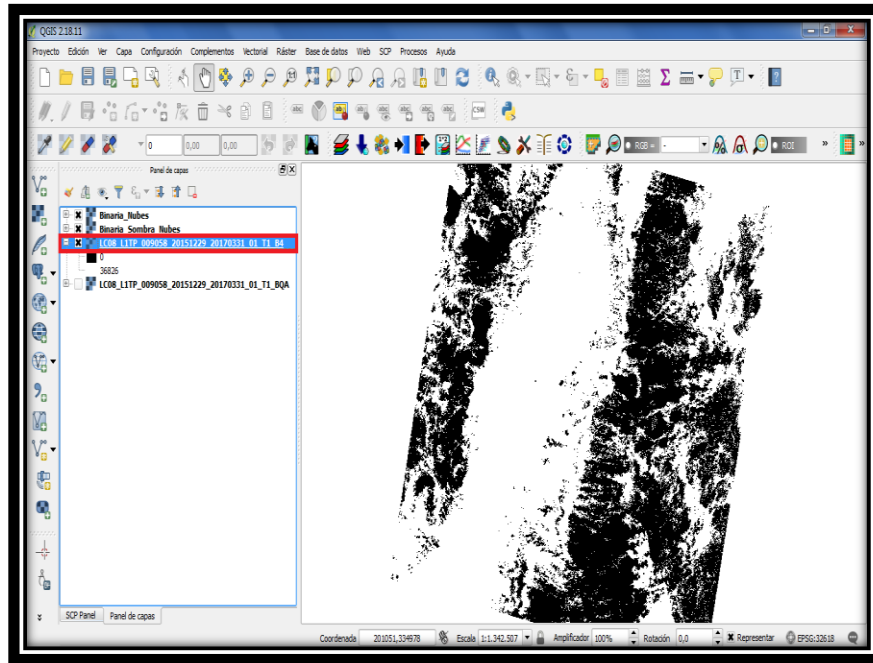 QGIS 2.18.11
Proyecto Edición Ver Capa Configuración Complementos Vectorial Ráster Base de datos Web SCP Procesos Ayuda
CSW
0 0,00 0,00 RGB = - ROI » »
Panel de capas
Binaria_Nubes
Binaria_Sombra_Nubes
LC08_L1TP_009058_20151229_20170331_01_T1_B4
0
36826
LC08_L1TP_009058_20151229_20170331_01_T1_BQA
SCP Panel Panel de capas
Coordenada 201051,334978 Escala 1:1.342.507 Amplificador 100% Rotación 0,0 Representar EPSG:32618